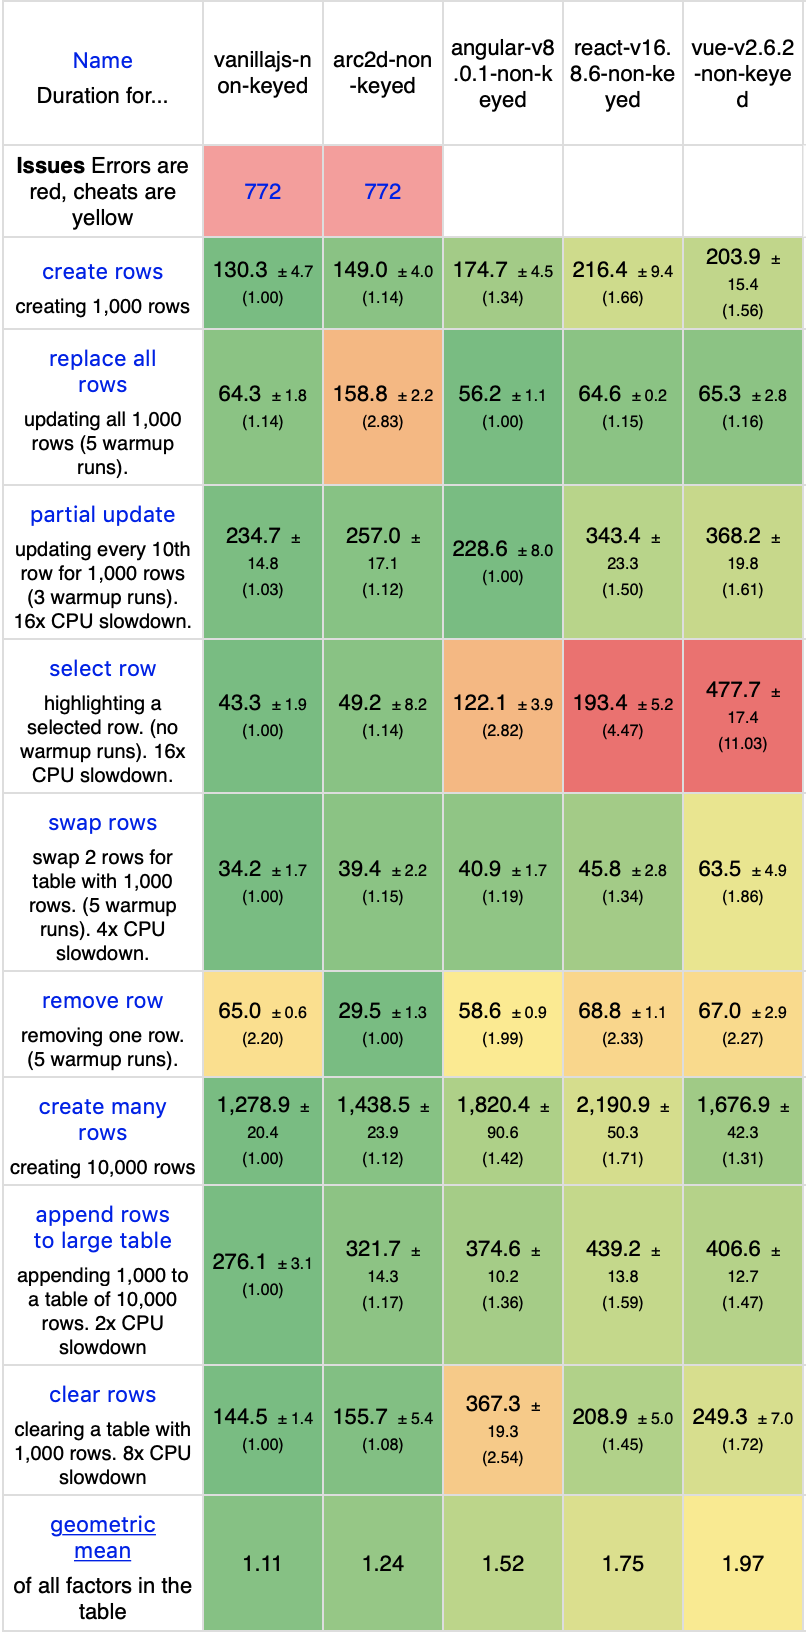 Name
Duration for...
vanillajs-n
on-keyed
arc2d-non
-keyed
angular-v8
.0.1-non-k
eyed
react-v16.
8.6-non-ke
yed
vue-v2.6.2
-non-keye
d
Issues Errors are
red, cheats are
yellow
772
772
create rows
creating 1,000 rows
130.3 ± 4.7
(1.00)
149.0 ± 4.0
(1.14)
174.7 ± 4.5
(1.34)
216.4 ± 9.4
(1.66)
203.9 ±
15.4
(1.56)
replace all
rows
updating all 1,000
rows (5 warmup
runs).
64.3 ± 1.8
(1.14)
158.8 ± 2.2
(2.83)
56.2 ± 1.1
(1.00)
64.6 ± 0.2
(1.15)
65.3 ± 2.8
(1.16)
partial update
updating every 10th
row for 1,000 rows
(3 warmup runs).
16x CPU slowdown.
234.7 ±
14.8
(1.03)
257.0 ±
17.1
(1.12)
228.6 ± 8.0
(1.00)
343.4 ±
23.3
(1.50)
368.2 ±
19.8
(1.61)
select row
highlighting a
selected row. (no
warmup runs). 16x
CPU slowdown.
43.3 ± 1.9
(1.00)
49.2 ± 8.2
(1.14)
122.1 ± 3.9
(2.82)
193.4 ± 5.2
(4.47)
477.7 ±
17.4
(11.03)
swap rows
swap 2 rows for
table with 1,000
rows. (5 warmup
runs). 4x CPU
slowdown.
34.2 ± 1.7
(1.00)
39.4 ± 2.2
(1.15)
40.9 ± 1.7
(1.19)
45.8 ± 2.8
(1.34)
63.5 ± 4.9
(1.86)
remove row
removing one row.
(5 warmup runs).
65.0 ± 0.6
(2.20)
29.5 ± 1.3
(1.00)
58.6 ± 0.9
(1.99)
68.8 ± 1.1
(2.33)
67.0 ± 2.9
(2.27)
create many
rows
creating 10,000 rows
1,278.9 ±
20.4
(1.00)
1,438.5 ±
23.9
(1.12)
1,820.4 ±
90.6
(1.42)
2,190.9 ±
50.3
(1.71)
1,676.9 ±
42.3
(1.31)
append rows
to large table
appending 1,000 to
a table of 10,000
rows. 2x CPU
slowdown
276.1 ± 3.1
(1.00)
321.7 ±
14.3
(1.17)
374.6 ±
10.2
(1.36)
439.2 ±
13.8
(1.59)
406.6 ±
12.7
(1.47)
clear rows
clearing a table with
1,000 rows. 8x CPU
slowdown
144.5 ± 1.4
(1.00)
155.7 ± 5.4
(1.08)
367.3 ±
19.3
(2.54)
208.9 ± 5.0
(1.45)
249.3 ± 7.0
(1.72)
geometric
mean
of all factors in the
table
1.11
1.24
1.52
1.75
1.97